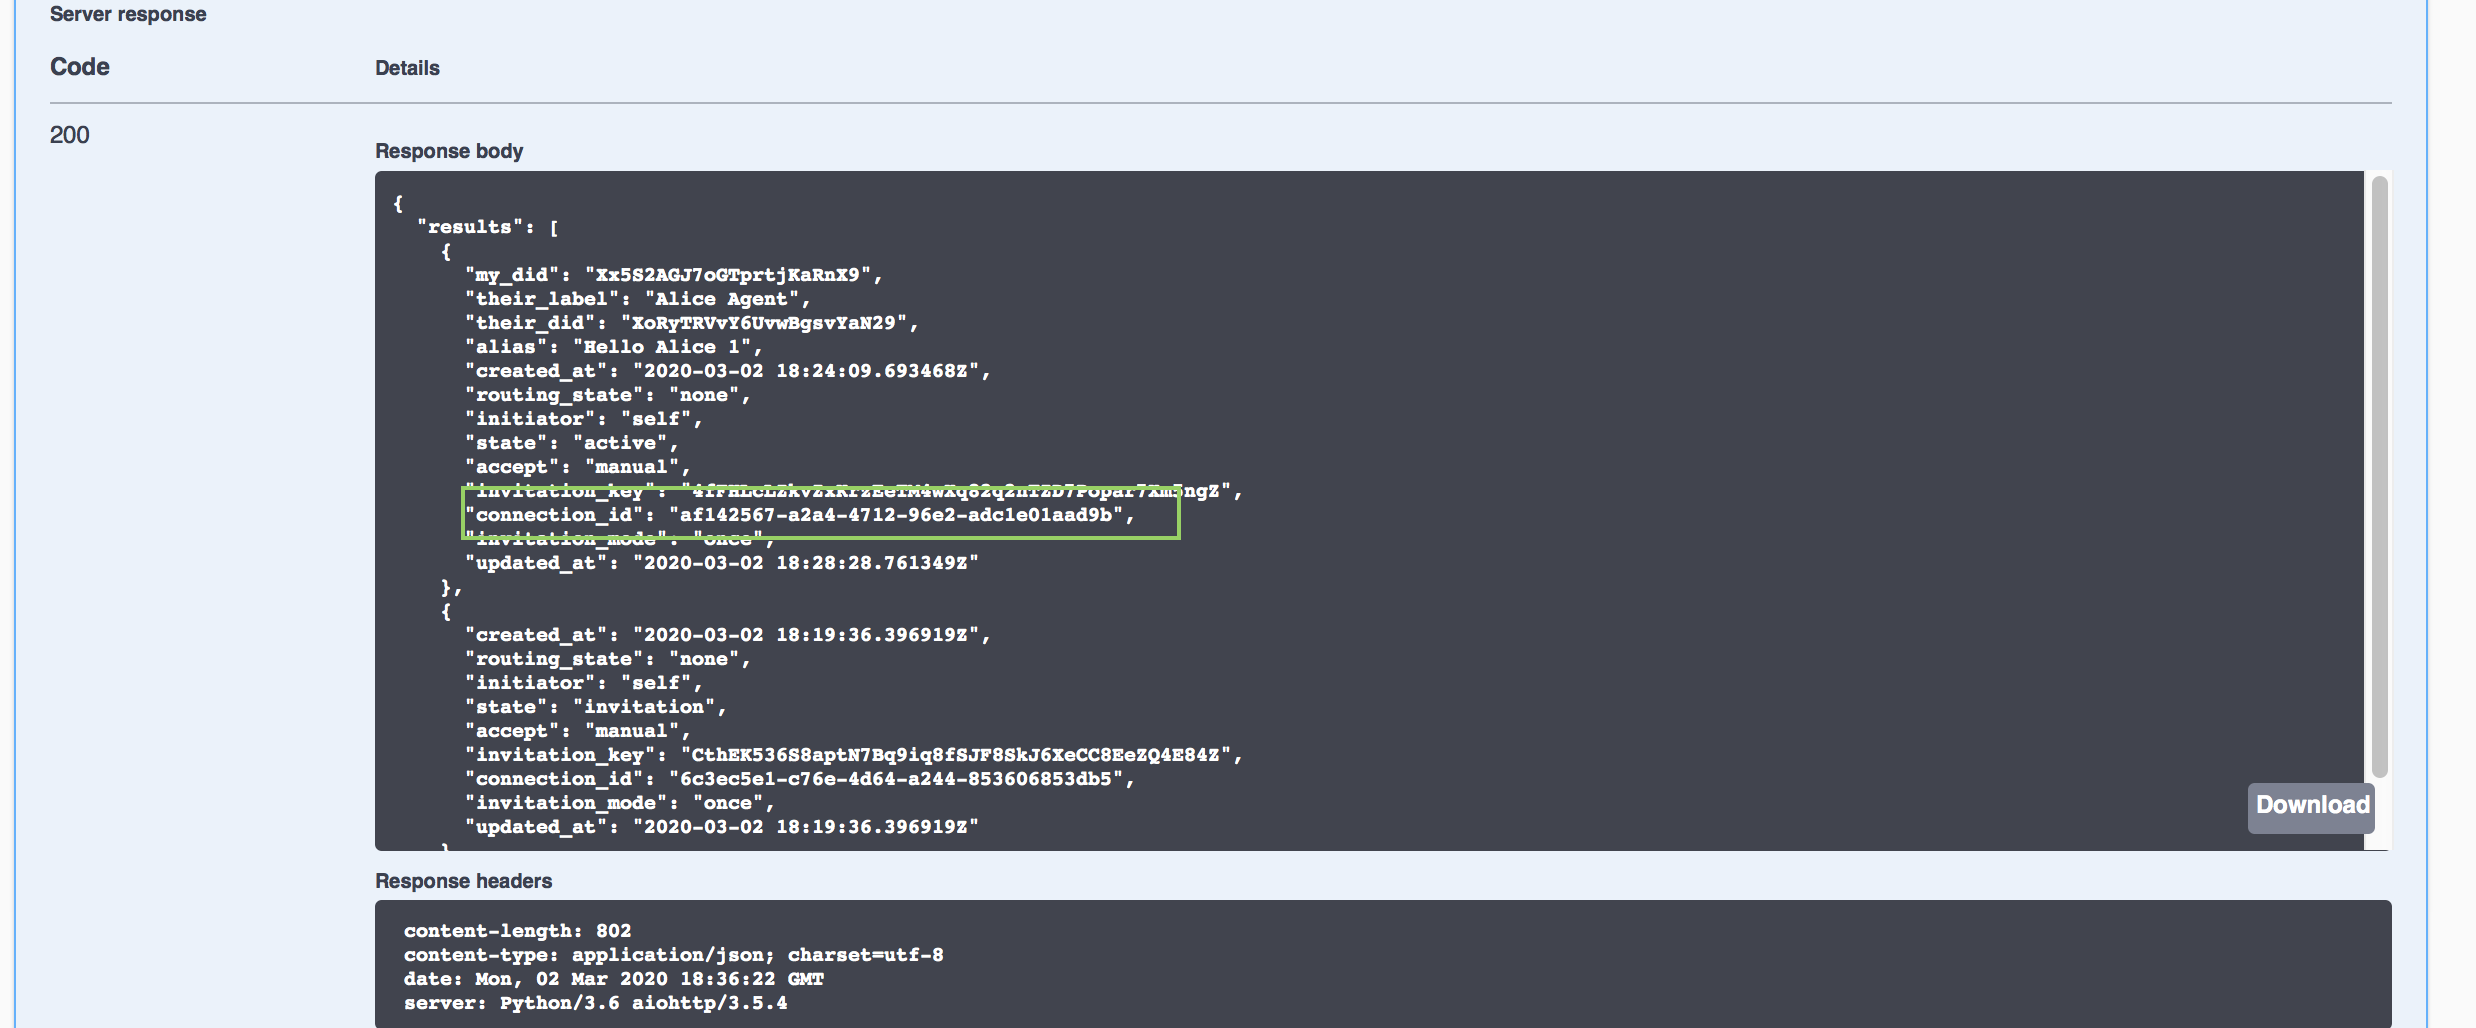 Server response
Code Details
200
Response body
{
"results": [
{
"my_did": "Xx5S2AGJ7oGTprtjKaRnX9",
"their_label": "Alice Agent",
"their_did": "XoRyTRVvY6UvwBgsvYaN29",
"alias": "Hello Alice 1",
"created_at": "2020-03-02 18:24:09.693468Z",
"routing_state": "none",
"initiator": "self",
"state": "active",
"accept": "manual",
"invitation_key":
"connection_id": "af142567-a2a4-4712-96e2-adc1e01aad9b",
"invitation_mode": "once",
"updated_at": "2020-03-02 18:28:28.761349Z"
},
{
"created_at": "2020-03-02 18:19:36.396919Z",
"routing_state": "none",
"initiator": "self",
"state": "invitation",
"accept": "manual",
"invitation_key": "CthEK536S8aptN7Bq9iq8fSJF8SkJ6XeCC8EeZQ4E84Z",
"connection_id": "6c3ec5e1-c76e-4d64-a244-853606853db5",
"invitation_mode": "once",
"updated_at": "2020-03-02 18:19:36.396919Z"
}
Download
Response headers
content-length: 802
content-type: application/json; charset=utf-8
date: Mon, 02 Mar 2020 18:36:22 GMT
server: Python/3.6 aiohttp/3.5.4